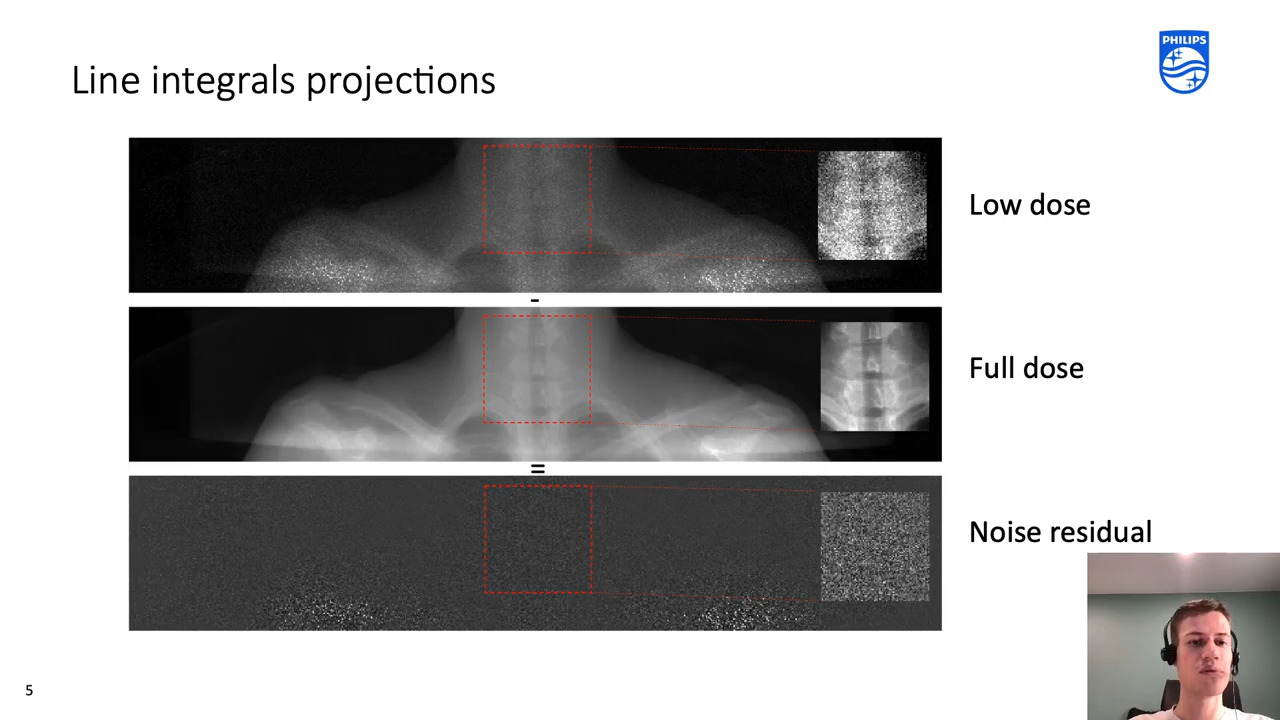 Line integrals projections
PHILIPS
Low dose
-
Full dose
=
Noise residual
5